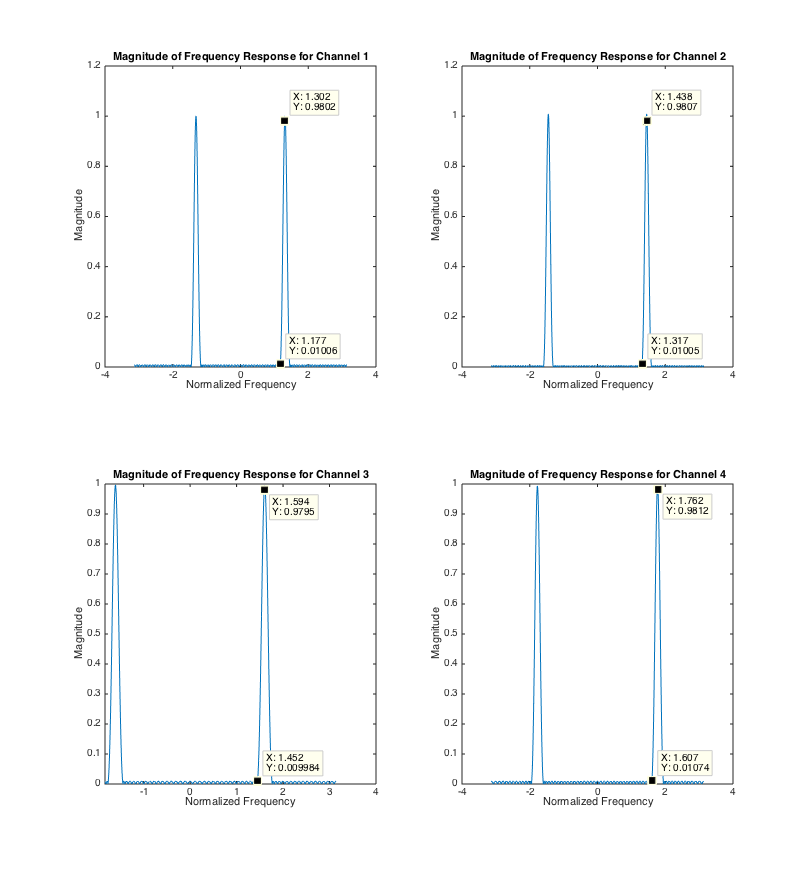 Magnitude of Frequency Response for Channel 1
1.2
1
0.8
0.6
0.4
0.2
0
Magnitude
X: 1.302
Y: 0.9802
X: 1.177
Y: 0.01006
-4
-2
0
2
4
Normalized Frequency
Magnitude of Frequency Response for Channel 2
1.2
1
0.8
0.6
0.4
0.2
0
Magnitude
X: 1.438
Y: 0.9807
X: 1.317
Y: 0.01005
-4
-2
0
2
4
Normalized Frequency
Magnitude of Frequency Response for Channel 3
1
0.9
0.8
0.7
0.6
0.5
0.4
0.3
0.2
0.1
0
Magnitude
X: 1.594
Y: 0.9795
X: 1.452
Y: 0.009984
-1
0
1
2
3
4
Normalized Frequency
Magnitude of Frequency Response for Channel 4
1
0.9
0.8
0.7
0.6
0.5
0.4
0.3
0.2
0.1
0
Magnitude
X: 1.762
Y: 0.9812
X: 1.607
Y: 0.01074
-4
-2
0
2
4
Normalized Frequency